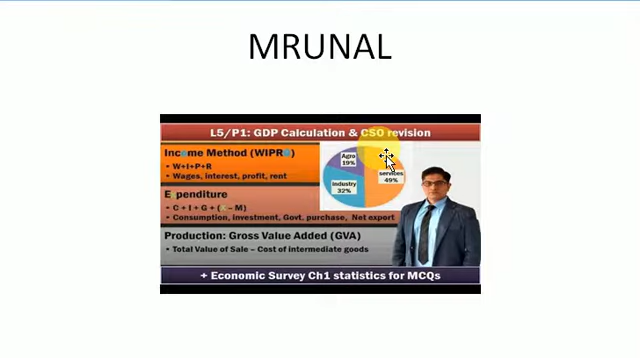 MRUNAL
L5/P1: GDP Calculation & CSO revision
Income Method (WIPRO)
• W+I+P+R
• Wages, interest, profit, rent
Expenditure
• C + I + G + (X – M)
• Consumption, investment, Govt. purchase, Net export
Production: Gross Value Added (GVA)
• Total Value of Sale – Cost of intermediate goods
Agro
19%
industry
32%
services
49%
+ Economic Survey Ch1 statistics for MCQs